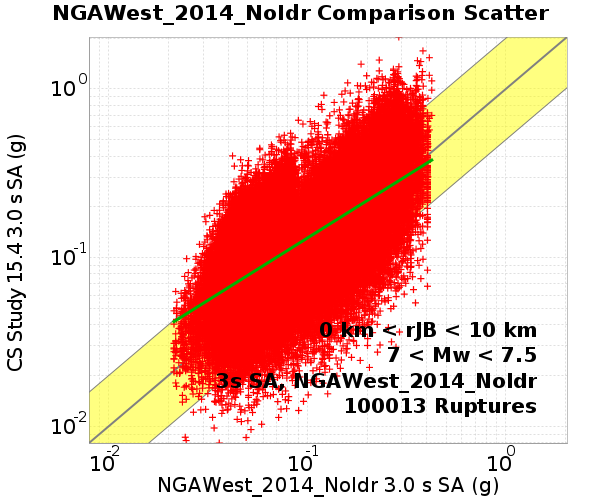 NGAWest_2014_NoIdr Comparison Scatter
CS Study 15.4 3.0 s SA (g)
10^0
10^-1
10^-2
0 km < rJB < 10 km
7 < Mw < 7.5
3s SA, NGAWest_2014_NoIdr
100013 Ruptures
10^-2 10^-1 10^0
NGAWest_2014_NoIdr 3.0 s SA (g)